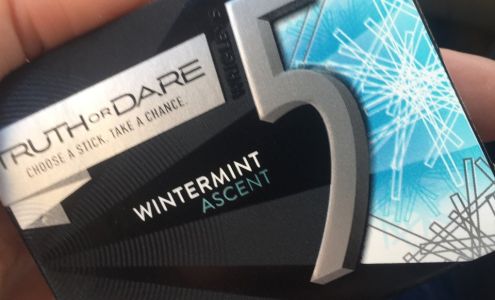 TRUTH OR DARE
CHOOSE A STICK. TAKE A CHANCE.
WRIGLEY'S
5
WINTERMINT
ASCENT